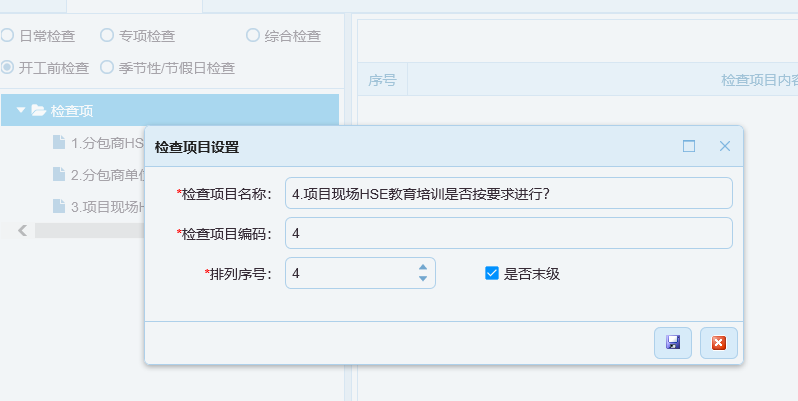 日常检查 专项检查 综合检查
开工前检查 季节性/节假日检查
序号 检查项目内容
检查项
1.分包商HS
2.分包商单位
3.项目现场H
检查项目设置
*检查项目名称： 4.项目现场HSE教育培训是否按要求进行？
*检查项目编码： 4
*排列序号： 4 是否末级